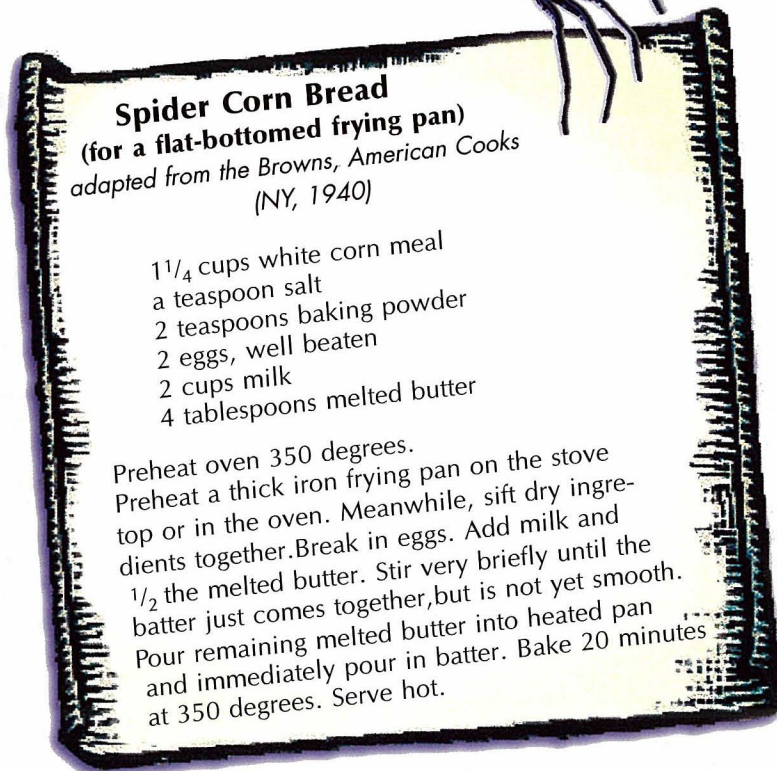 Spider Corn Bread
(for a flat-bottomed frying pan)
adapted from the Browns, American Cooks
(NY, 1940)
1 1/4 cups white corn meal
a teaspoon salt
2 teaspoons baking powder
2 eggs, well beaten
2 cups milk
4 tablespoons melted butter
Preheat oven 350 degrees.
Preheat a thick iron frying pan on the stove
top or in the oven. Meanwhile, sift dry ingre-
dients together.Break in eggs. Add milk and
1/2 the melted butter. Stir very briefly until the
batter just comes together,but is not yet smooth.
Pour remaining melted butter into heated pan
and immediately pour in batter. Bake 20 minutes
at 350 degrees. Serve hot.